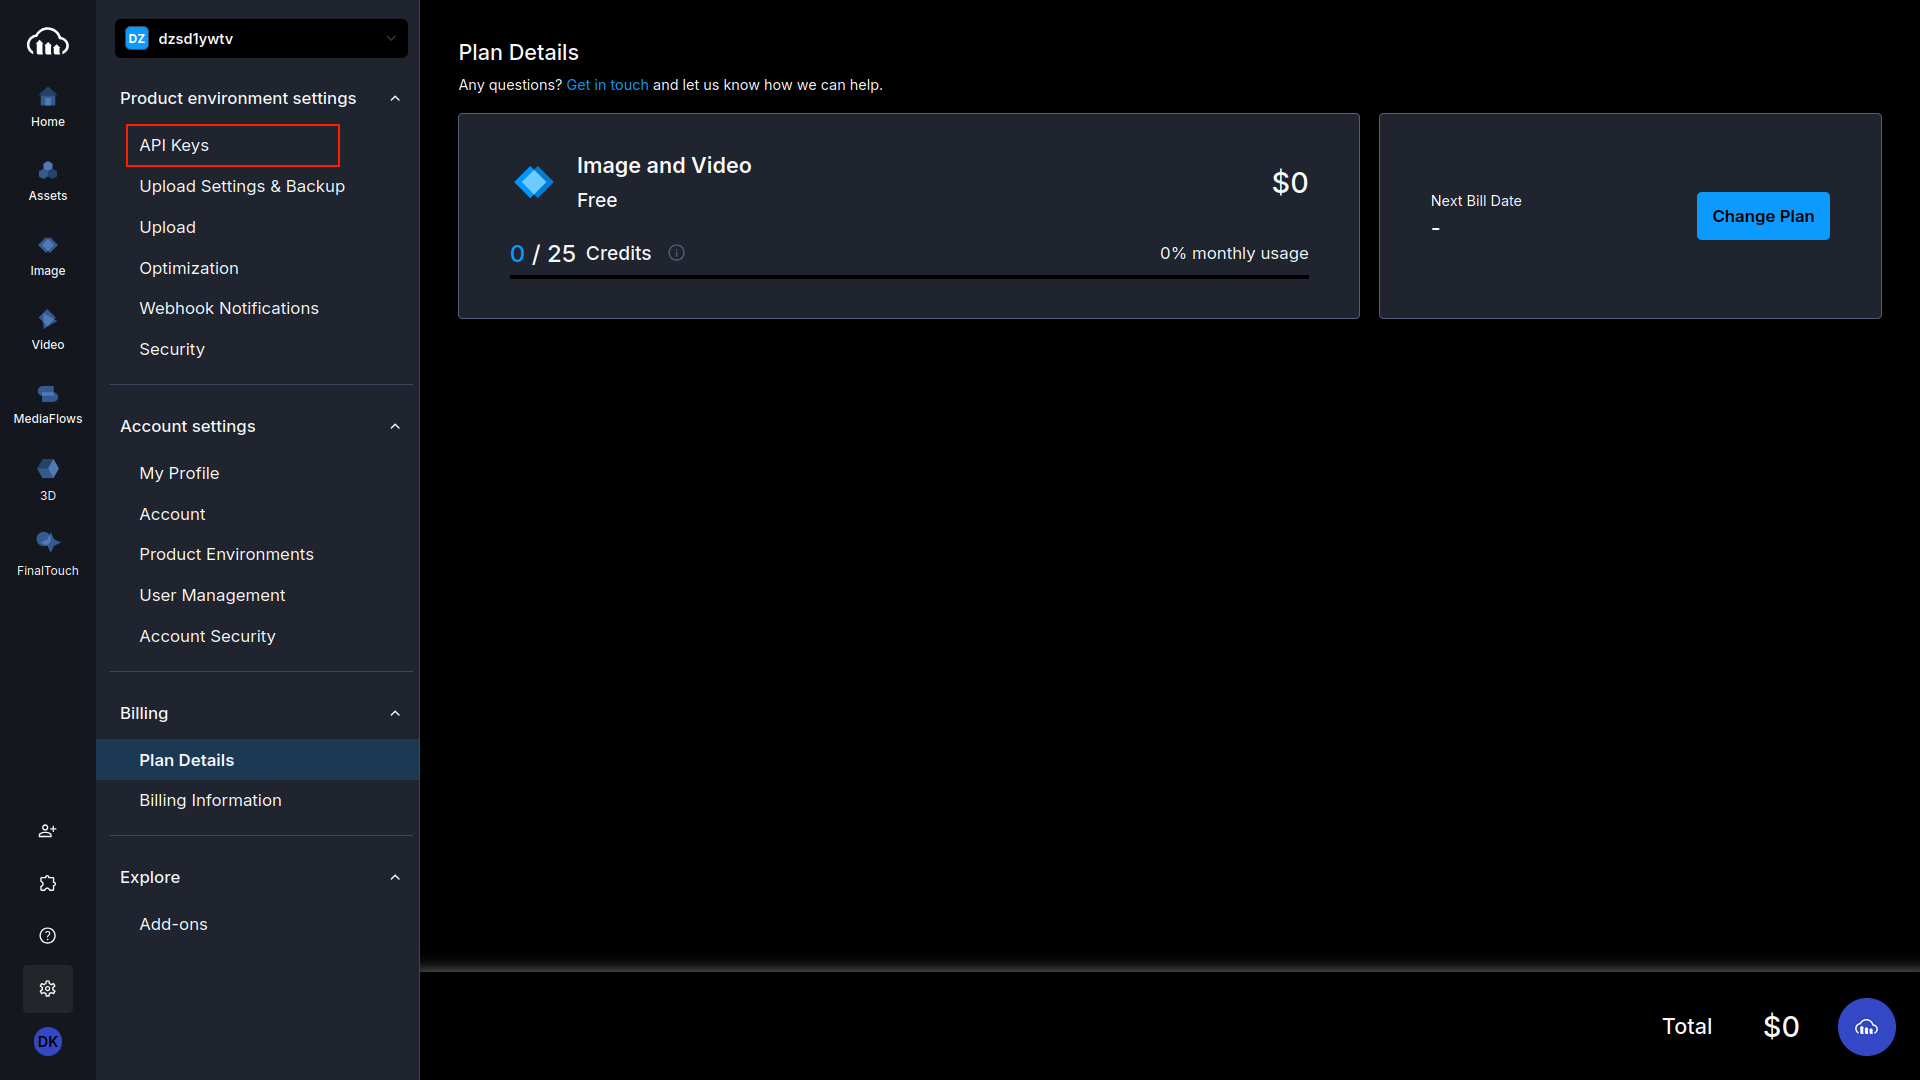 DZ dzsd1ywtv
Home
Assets
Image
Video
MediaFlows
3D
FinalTouch
DK
Product environment settings
API Keys
Upload Settings & Backup
Upload
Optimization
Webhook Notifications
Security
Account settings
My Profile
Account
Product Environments
User Management
Account Security
Billing
Plan Details
Billing Information
Explore
Add-ons
Plan Details
Any questions? Get in touch and let us know how we can help.
Image and Video
Free
$0
0 / 25 Credits
0% monthly usage
Next Bill Date
-
Change Plan
Total $0